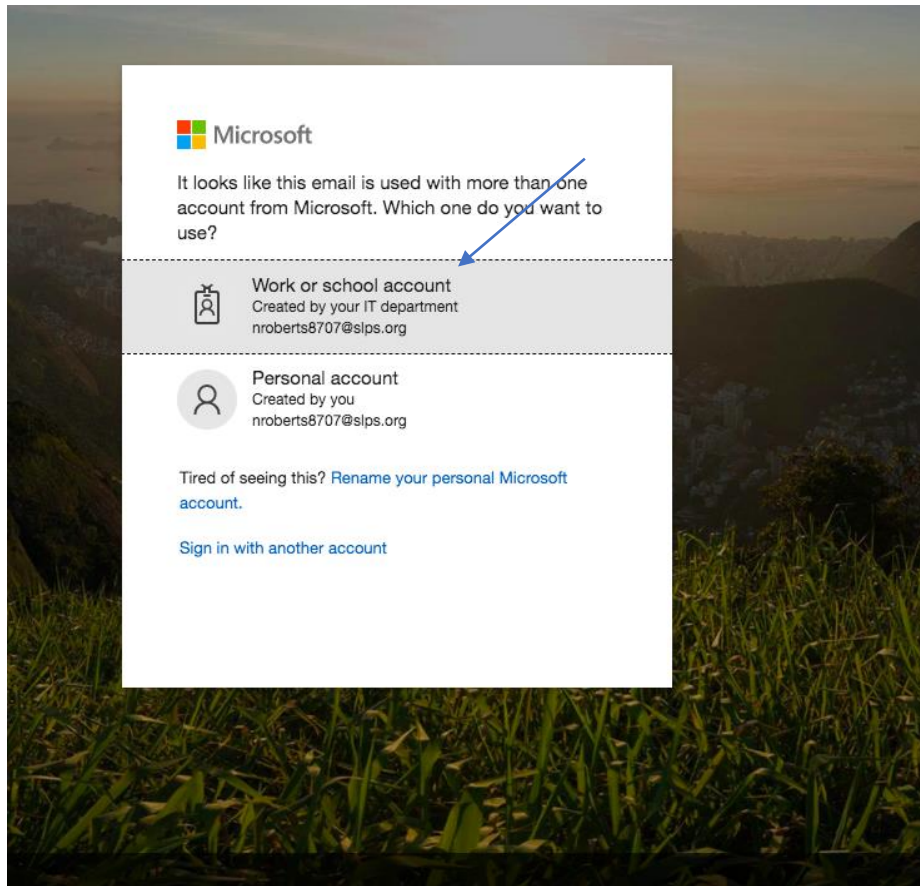 Microsoft
It looks like this email is used with more than one
account from Microsoft. Which one do you want to
use?
Work or school account
Created by your IT department
nroberts8707@slps.org
Personal account
Created by you
nroberts8707@slps.org
Tired of seeing this? Rename your personal Microsoft
account.
Sign in with another account